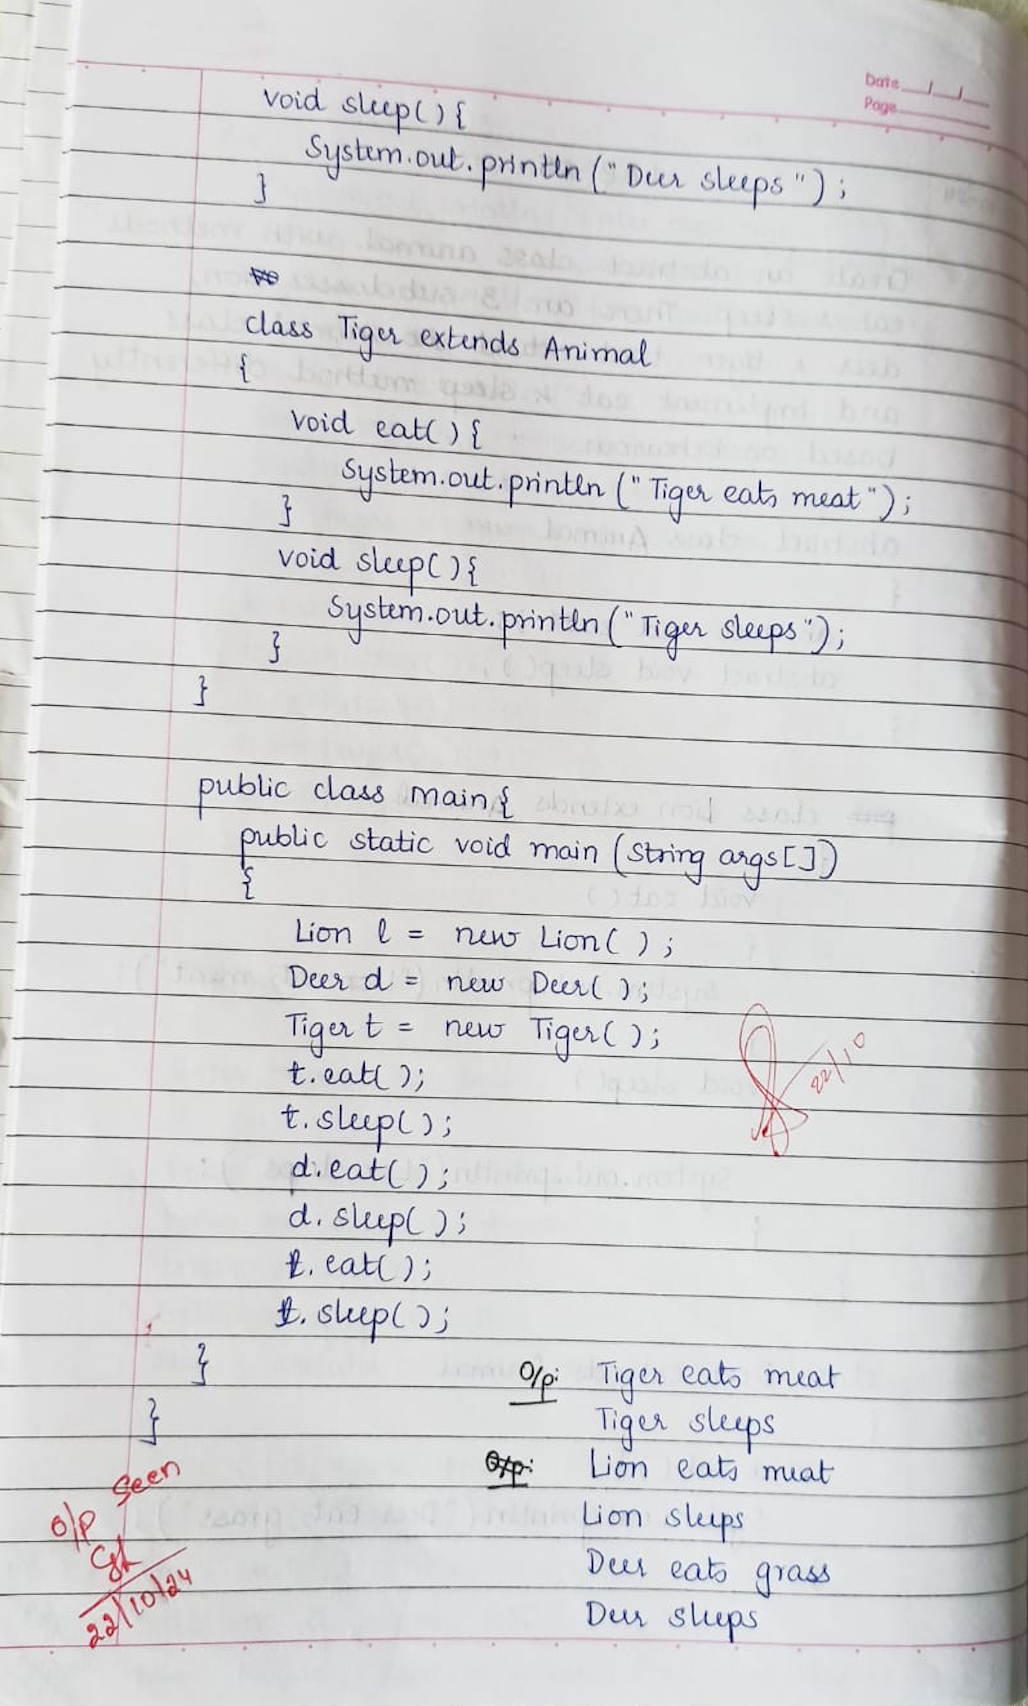 Date
Page
void sleep(){
System.out.println("Deer sleeps");
}
class Tiger extends Animal
{
void eat(){
System.out.println("Tiger eats meat");
}
void sleep(){
System.out.println("Tiger sleeps");
}
}
public class main{
public static void main (String args[])
{
Lion l = new Lion( );
Deer d = new Deer( );
Tiger t = new Tiger( );
t.eat( );
t.sleep( );
d.eat( );
d.sleep( );
l.eat( );
l.sleep( );
}
}
O/p: Tiger eats meat
Tiger sleeps
O/p: Lion eats meat
Lion sleeps
Deer eats grass
Deer sleeps
22/10
O/P Seen
22/10/24